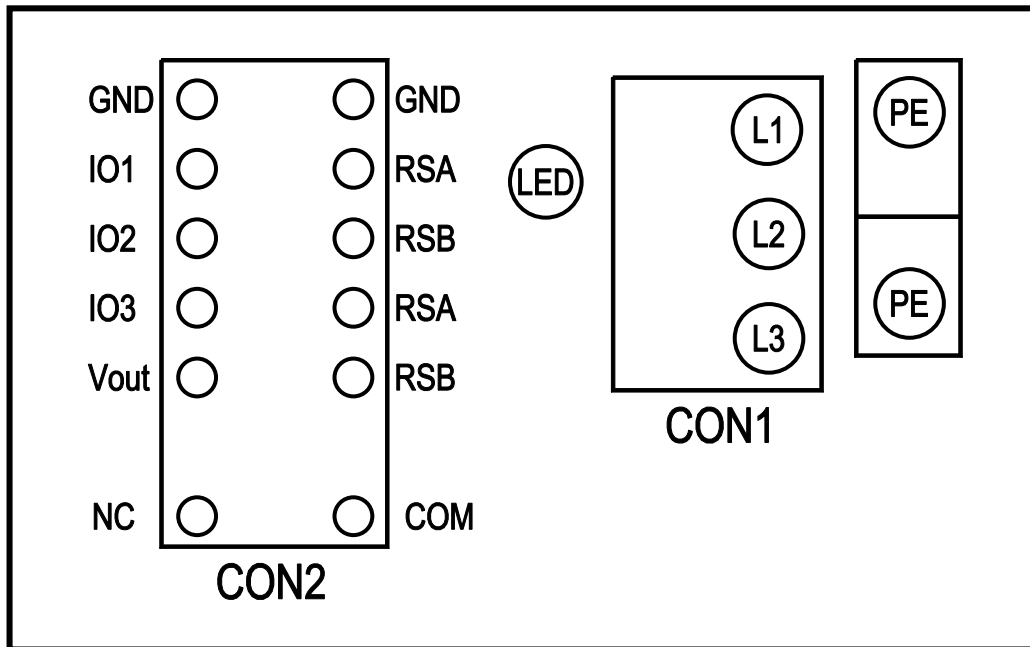 GND GND
IO1 RSA
IO2 RSB
IO3 RSA
Vout RSB
NC COM
CON2
LED
L1
L2
L3
CON1
PE
PE